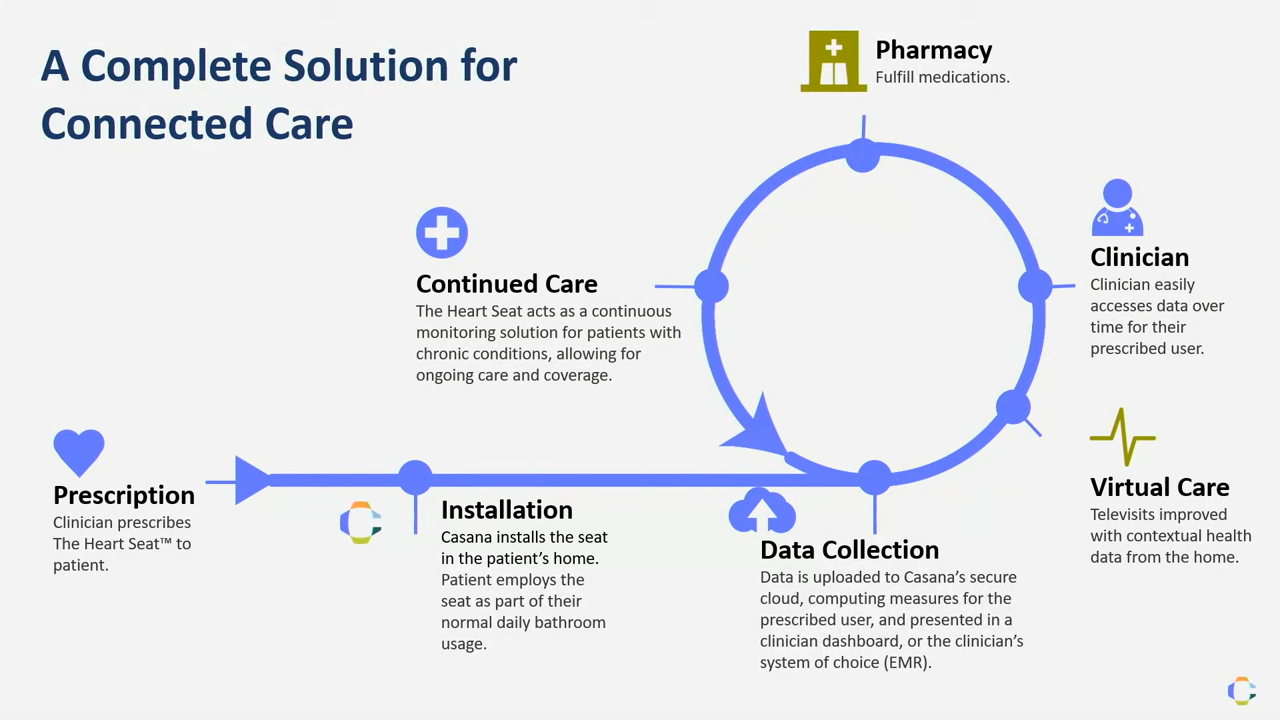 A Complete Solution for
Connected Care
Pharmacy
Fulfill medications.
Clinician
Clinician easily
accesses data over
time for their
prescribed user.
Continued Care
The Heart Seat acts as a continuous
monitoring solution for patients with
chronic conditions, allowing for
ongoing care and coverage.
Prescription
Clinician prescribes
The Heart Seat™ to
patient.
Installation
Casana installs the seat
in the patient’s home.
Patient employs the
seat as part of their
normal daily bathroom
usage.
Data Collection
Data is uploaded to Casana’s secure
cloud, computing measures for the
prescribed user, and presented in a
clinician dashboard, or the clinician’s
system of choice (EMR).
Virtual Care
Televisits improved
with contextual health
data from the home.